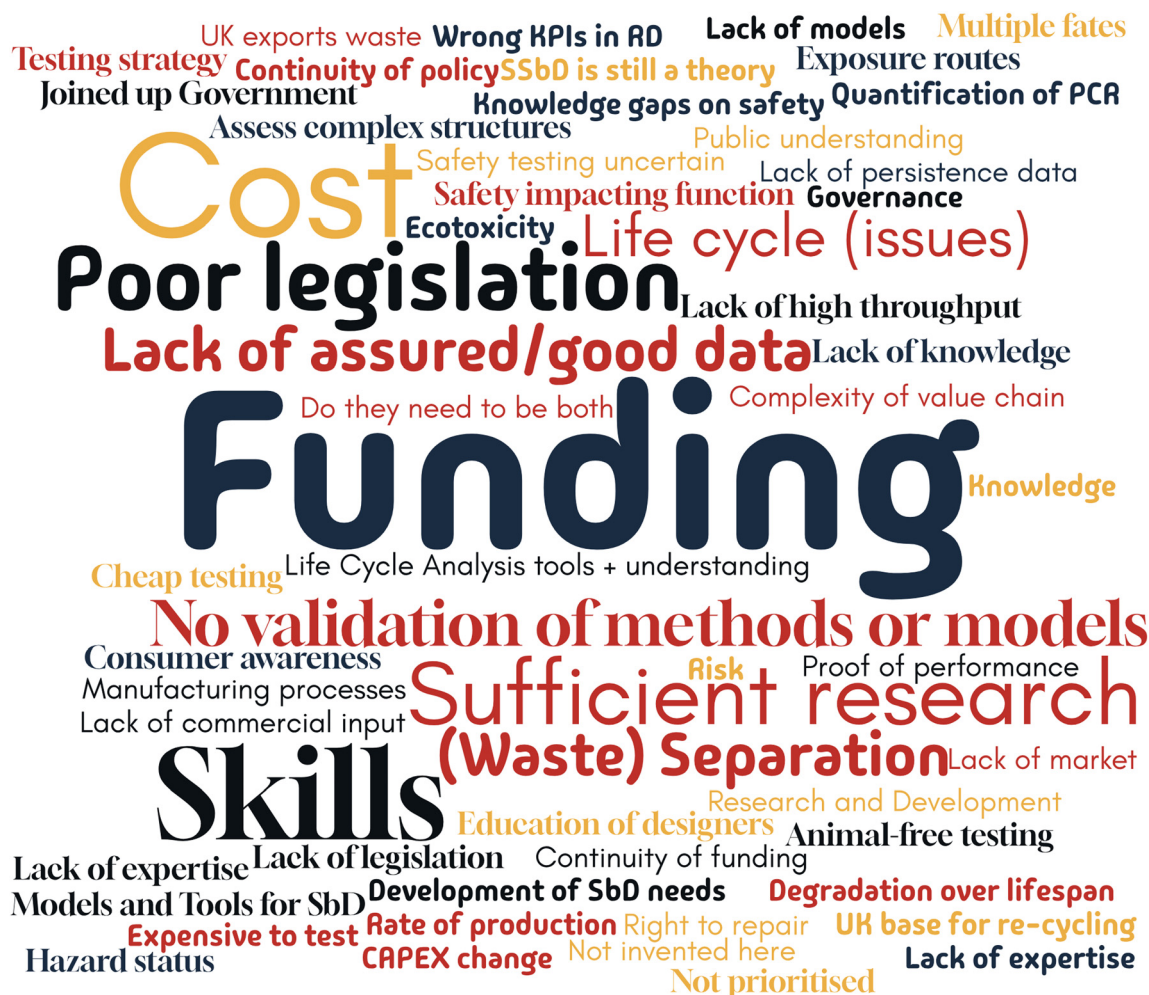 UK exports waste
Wrong KPIs in RD
Lack of models
Multiple fates
Testing strategy
Continuity of policy
SSbD is still a theory
Exposure routes
Joined up Government
Knowledge gaps on safety
Quantification of PCR
Assess complex structures
Public understanding
Cost
Safety testing uncertain
Lack of persistence data
Safety impacting function
Governance
Ecotoxicity
Life cycle (issues)
Poor legislation
Lack of high throughput
Lack of assured/good data
Lack of knowledge
Do they need to be both
Complexity of value chain
Funding
Knowledge
Cheap testing
Life Cycle Analysis tools + understanding
No validation of methods or models
Consumer awareness
Risk
Proof of performance
Manufacturing processes
Sufficient research
Lack of commercial input
(Waste) Separation
Lack of market
Skills
Research and Development
Education of designers
Animal-free testing
Lack of expertise
Lack of legislation
Continuity of funding
Models and Tools for SbD
Development of SbD needs
Degradation over lifespan
Expensive to test
Rate of production
Right to repair
UK base for re-cycling
Hazard status
CAPEX change
Not invented here
Lack of expertise
Not prioritised